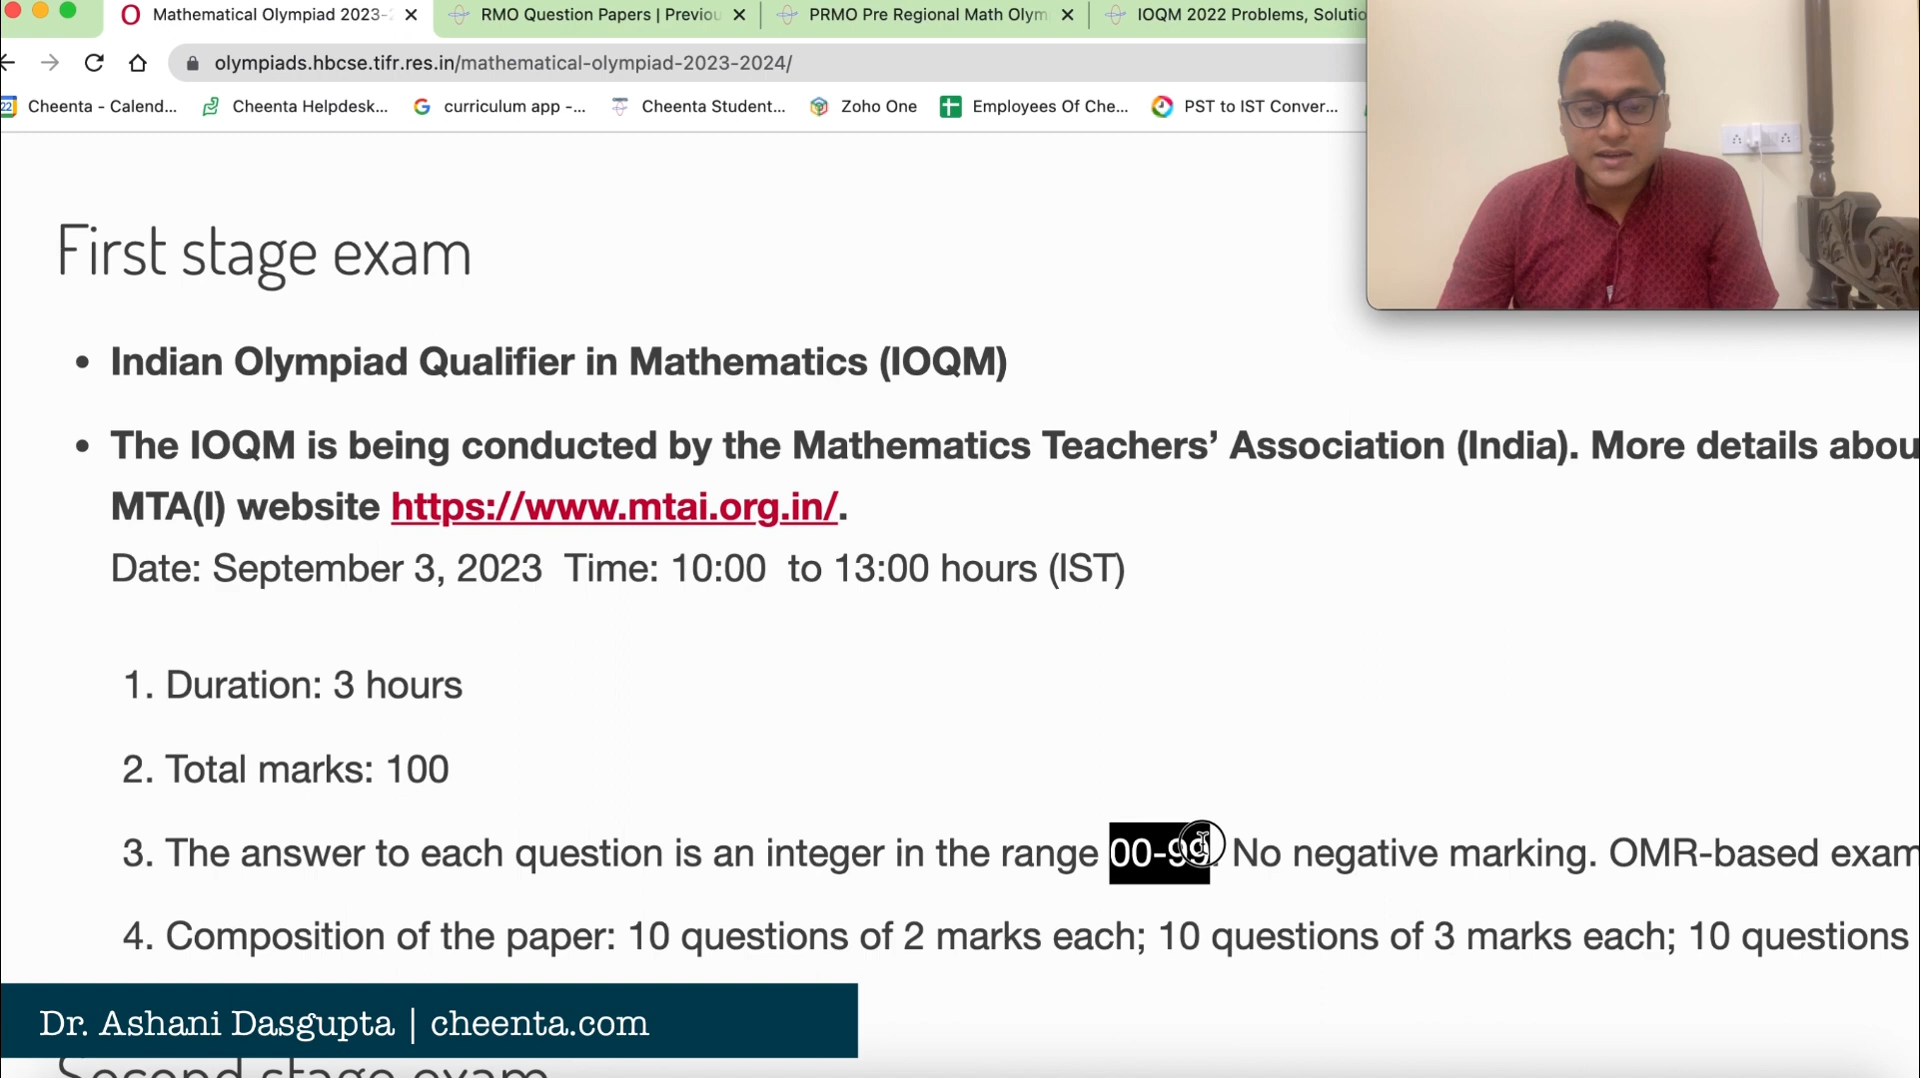 Mathematical Olympiad 2023-2
RMO Question Papers | Previou
PRMO Pre Regional Math Olym
IOQM 2022 Problems, Solutio
olympiads.hbcse.tifr.res.in/mathematical-olympiad-2023-2024/
22 Cheenta - Calend...
Cheenta Helpdesk...
curriculum app -...
Cheenta Student...
Zoho One
Employees Of Che...
PST to IST Conver...
First stage exam
• Indian Olympiad Qualifier in Mathematics (IOQM)
• The IOQM is being conducted by the Mathematics Teachers’ Association (India). More details abou
MTA(I) website https://www.mtai.org.in/.
Date: September 3, 2023 Time: 10:00 to 13:00 hours (IST)
1. Duration: 3 hours
2. Total marks: 100
3. The answer to each question is an integer in the range 00-99. No negative marking. OMR-based exam
4. Composition of the paper: 10 questions of 2 marks each; 10 questions of 3 marks each; 10 questions
Dr. Ashani Dasgupta | cheenta.com
Second stage exam